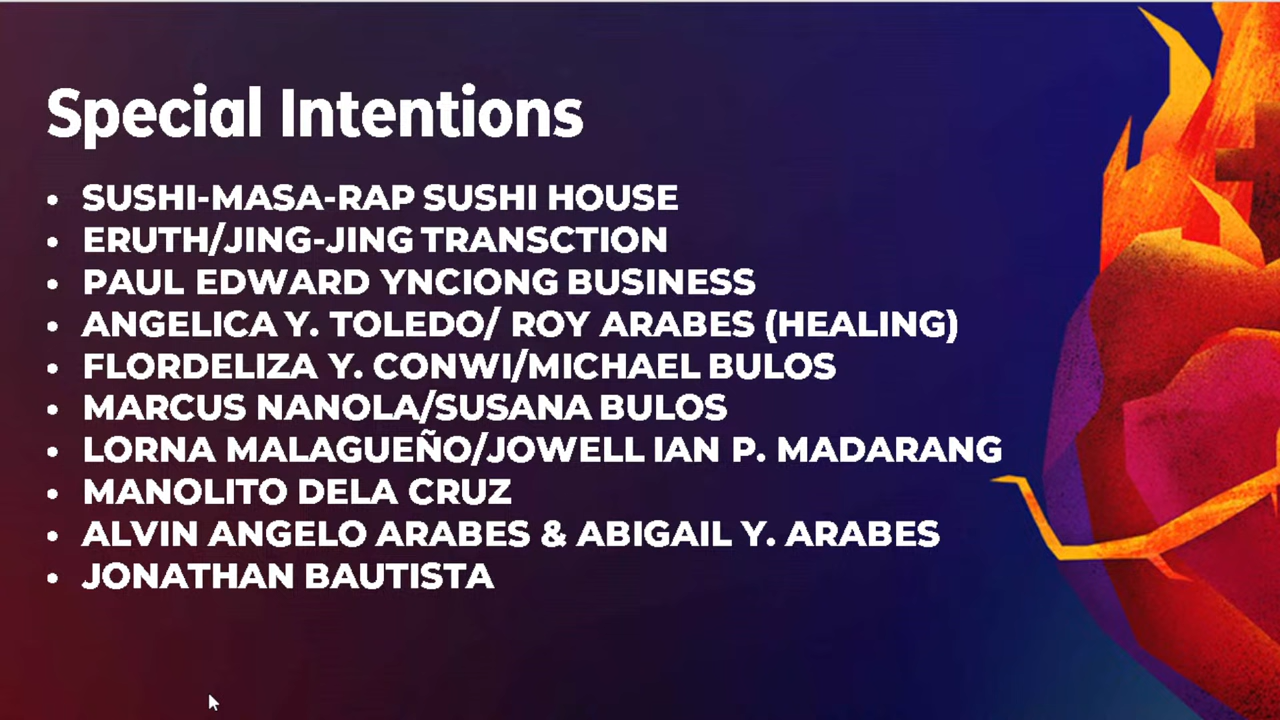 Special Intentions
• SUSHI-MASA-RAP SUSHI HOUSE
• ERUTH/JING-JING TRANSCTION
• PAUL EDWARD YNCIONG BUSINESS
• ANGELICA Y. TOLEDO/ ROY ARABES (HEALING)
• FLORDELIZA Y. CONWI/MICHAEL BULOS
• MARCUS NANOLA/SUSANA BULOS
• LORNA MALAGUEÑO/JOWELL IAN P. MADARANG
• MANOLITO DELA CRUZ
• ALVIN ANGELO ARABES & ABIGAIL Y. ARABES
• JONATHAN BAUTISTA